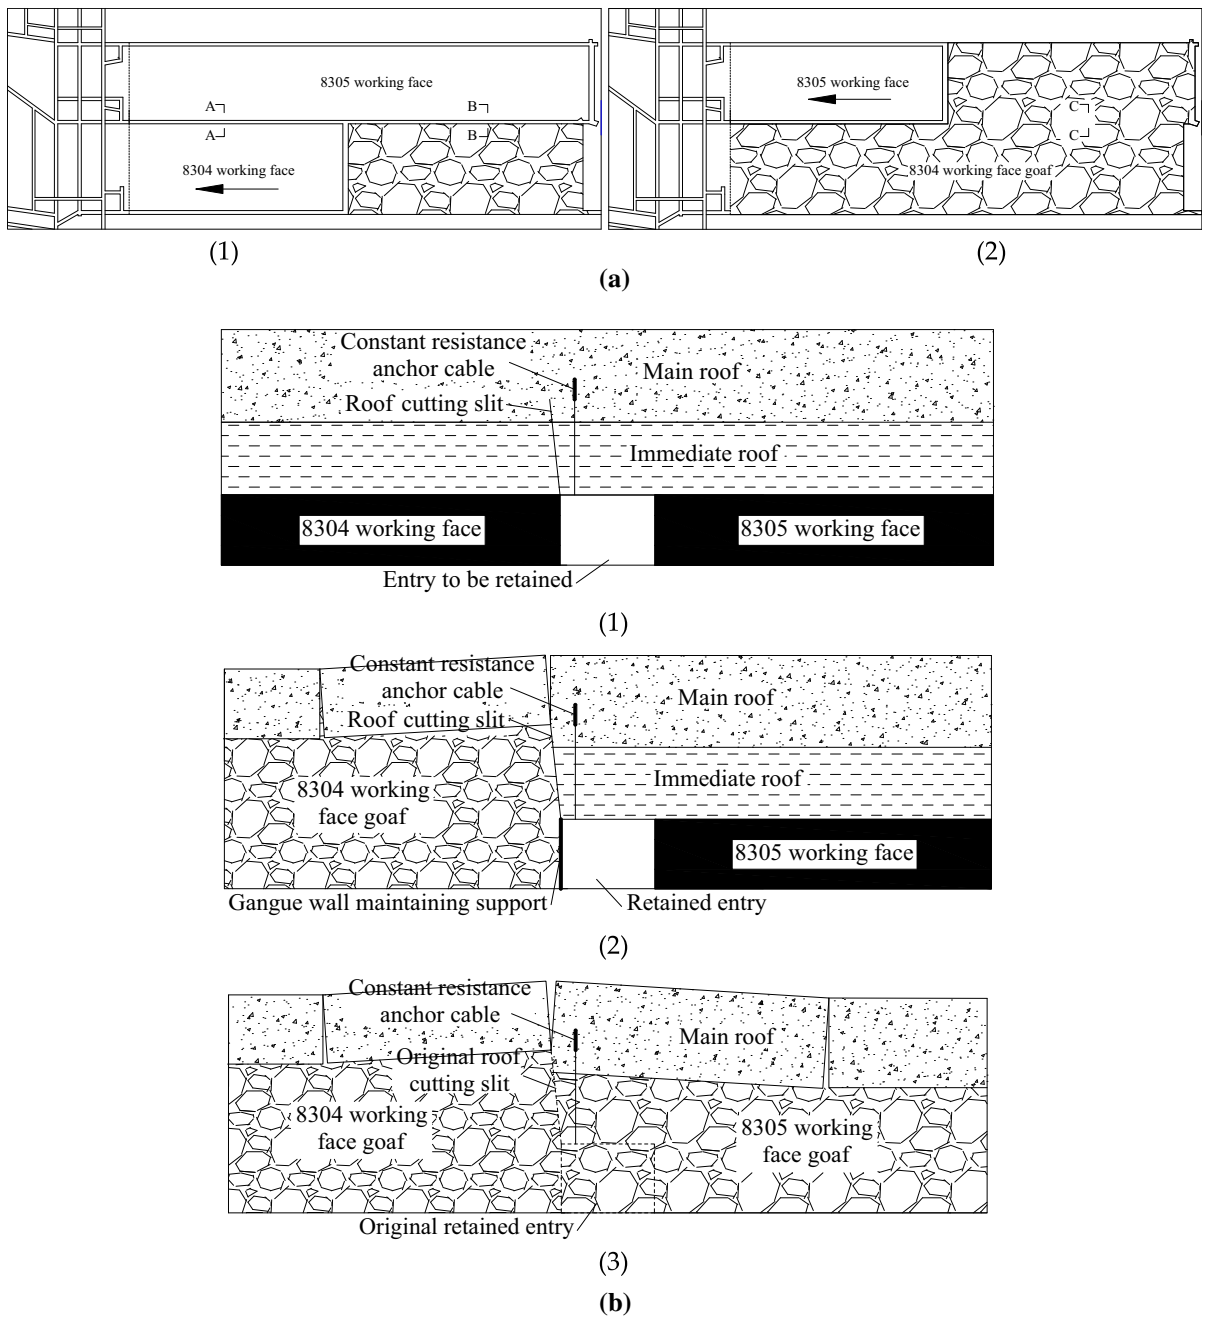 8305 working face
A
B
A
B
8304 working face
(1)
8305 working face
C
C
8304 working face goaf
(2)
(a)
Constant resistance
anchor cable
Main roof
Roof cutting slit
Immediate roof
8304 working face
8305 working face
Entry to be retained
(1)
Constant resistance
anchor cable
Main roof
Roof cutting slit
Immediate roof
8304 working
face goaf
8305 working face
Gangue wall maintaining support
Retained entry
(2)
Constant resistance
anchor cable
Main roof
Original roof
cutting slit
8304 working
face goaf
8305 working
face goaf
Original retained entry
(3)
(b)